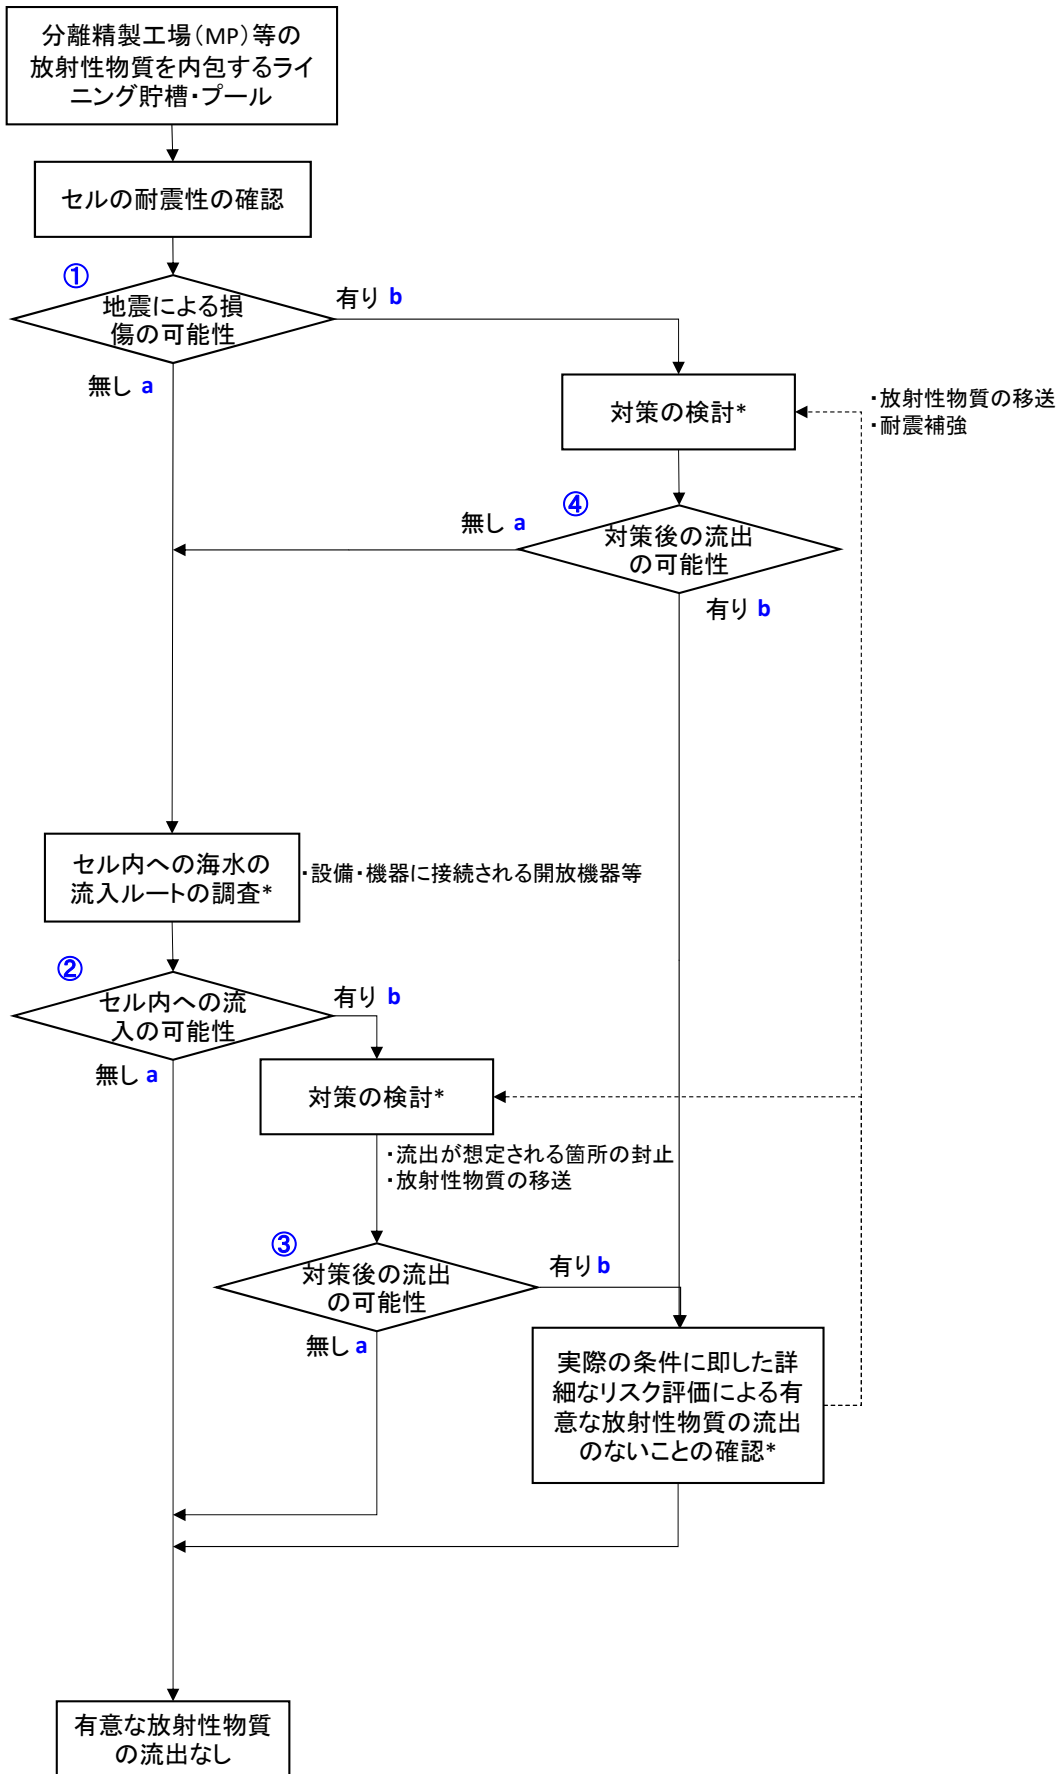 分離精製工場(MP)等の
放射性物質を内包するライ
ニング貯槽・プール
セルの耐震性の確認
①
地震による損
傷の可能性
有り b
無し a
対策の検討*
・放射性物質の移送
・耐震補強
④
無し a
対策後の流出
の可能性
有り b
セル内への海水の
流入ルートの調査*
・設備・機器に接続される開放機器等
②
セル内への流
入の可能性
有り b
無し a
対策の検討*
・流出が想定される箇所の封止
・放射性物質の移送
③
対策後の流出
の可能性
有り b
無し a
実際の条件に即した詳
細なリスク評価による有
意な放射性物質の流出
のないことの確認*
有意な放射性物質
の流出なし